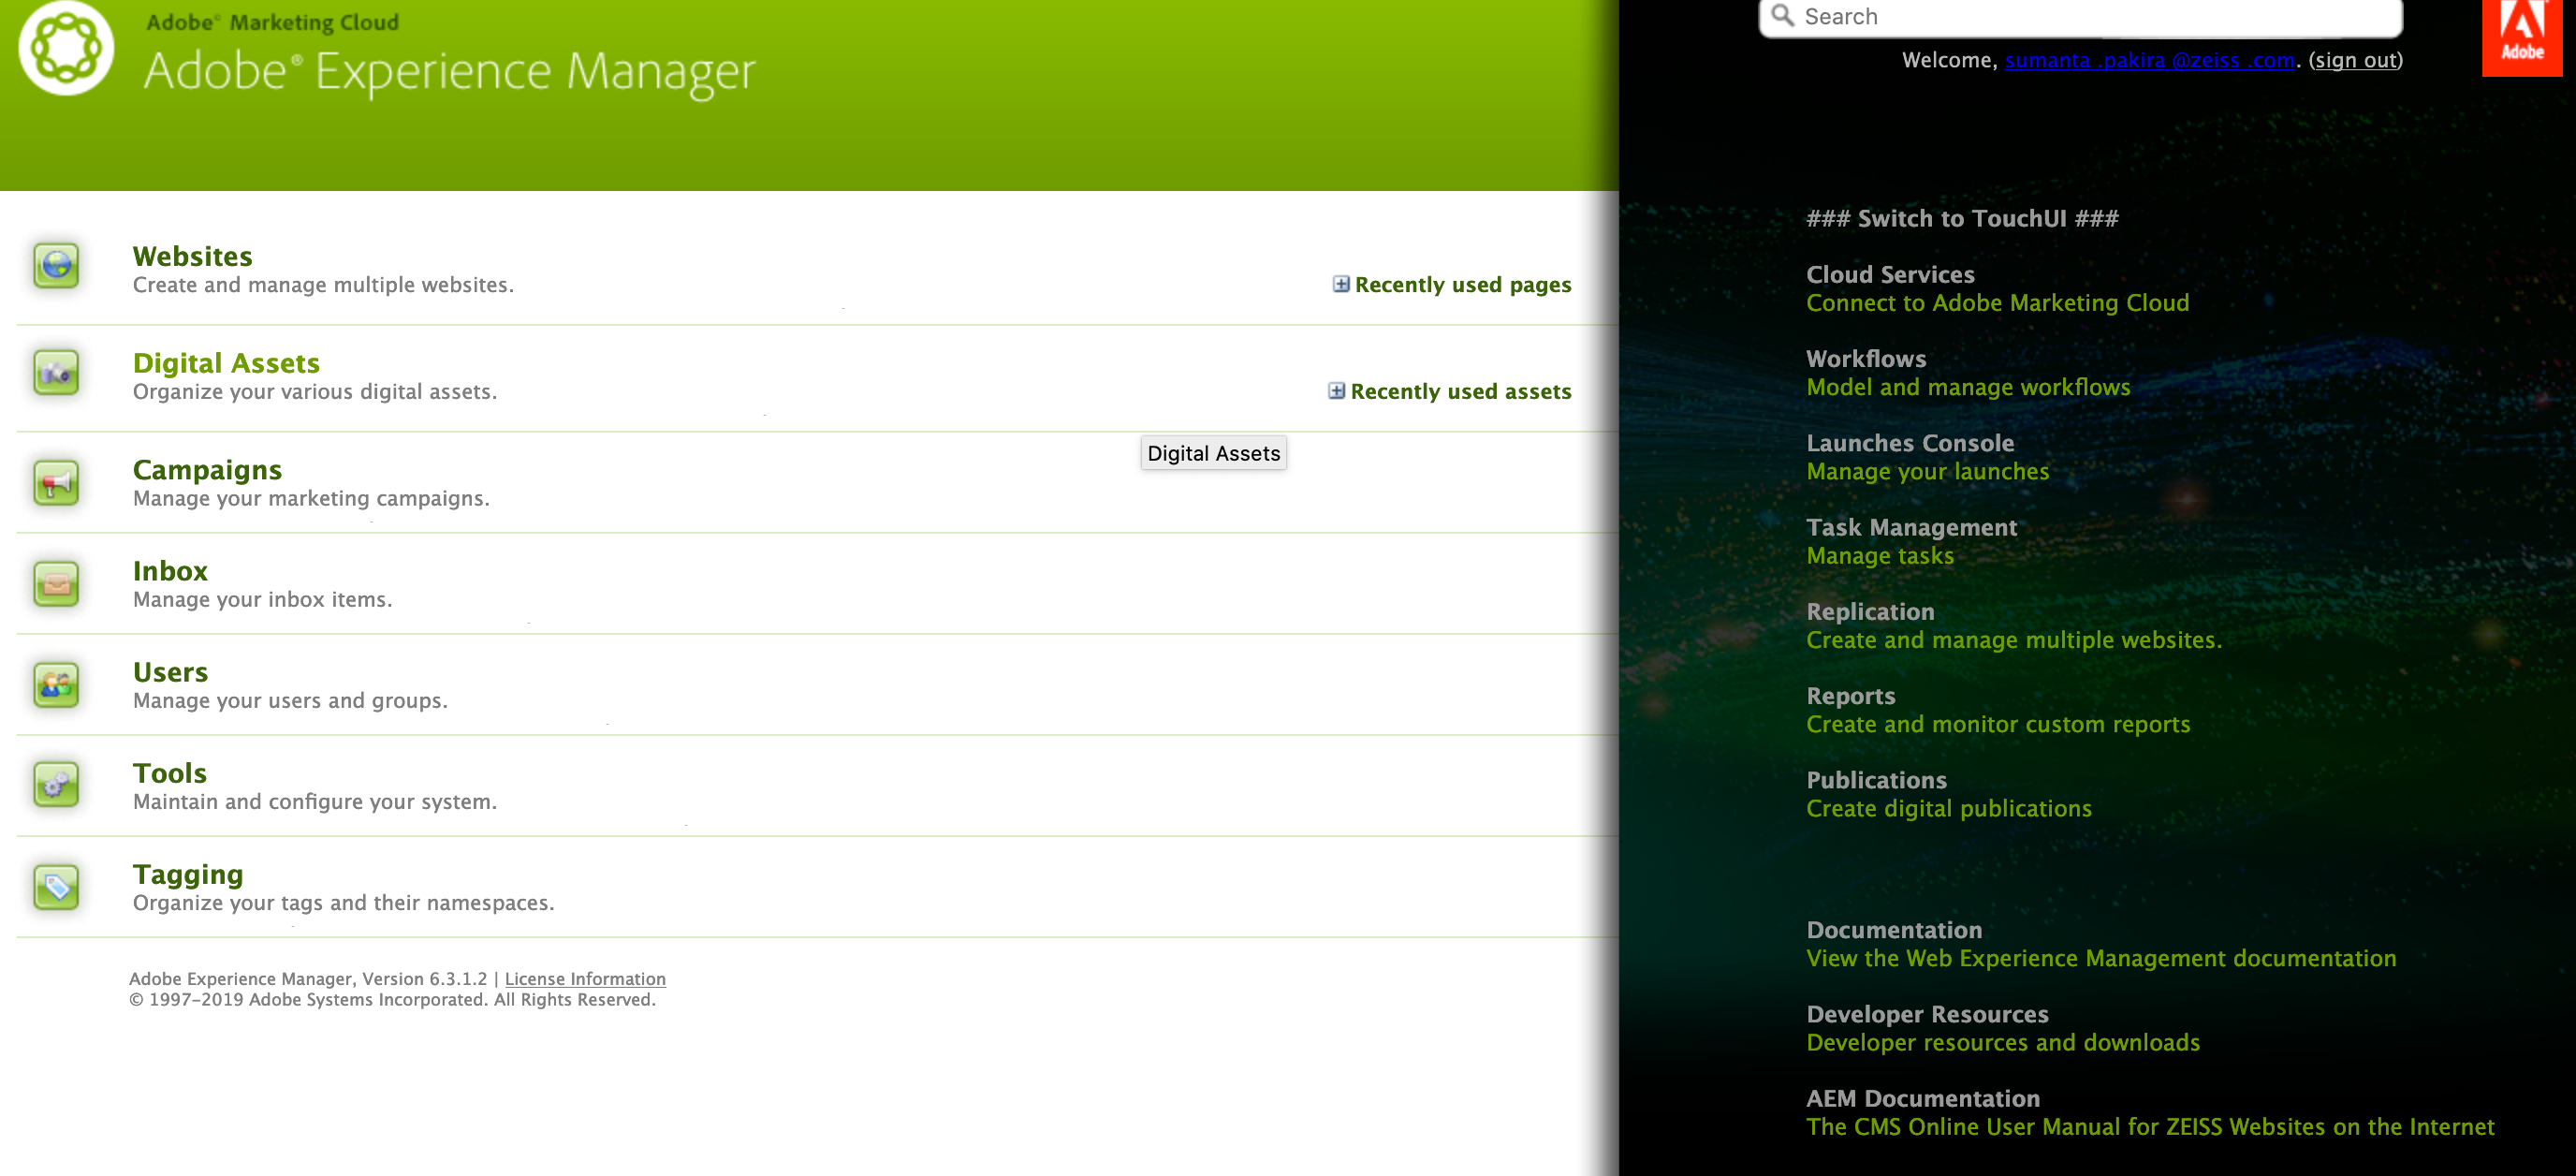 Adobe® Marketing Cloud
Adobe® Experience Manager
Search
Welcome, sumanta .pakira @zeiss .com. (sign out)
Adobe
Websites
Create and manage multiple websites.
Recently used pages
Digital Assets
Organize your various digital assets.
Recently used assets
Digital Assets
Campaigns
Manage your marketing campaigns.
Inbox
Manage your inbox items.
Users
Manage your users and groups.
Tools
Maintain and configure your system.
Tagging
Organize your tags and their namespaces.
Adobe Experience Manager, Version 6.3.1.2 | License Information
© 1997-2019 Adobe Systems Incorporated. All Rights Reserved.
### Switch to TouchUI ###
Cloud Services
Connect to Adobe Marketing Cloud
Workflows
Model and manage workflows
Launches Console
Manage your launches
Task Management
Manage tasks
Replication
Create and manage multiple websites.
Reports
Create and monitor custom reports
Publications
Create digital publications
Documentation
View the Web Experience Management documentation
Developer Resources
Developer resources and downloads
AEM Documentation
The CMS Online User Manual for ZEISS Websites on the Internet